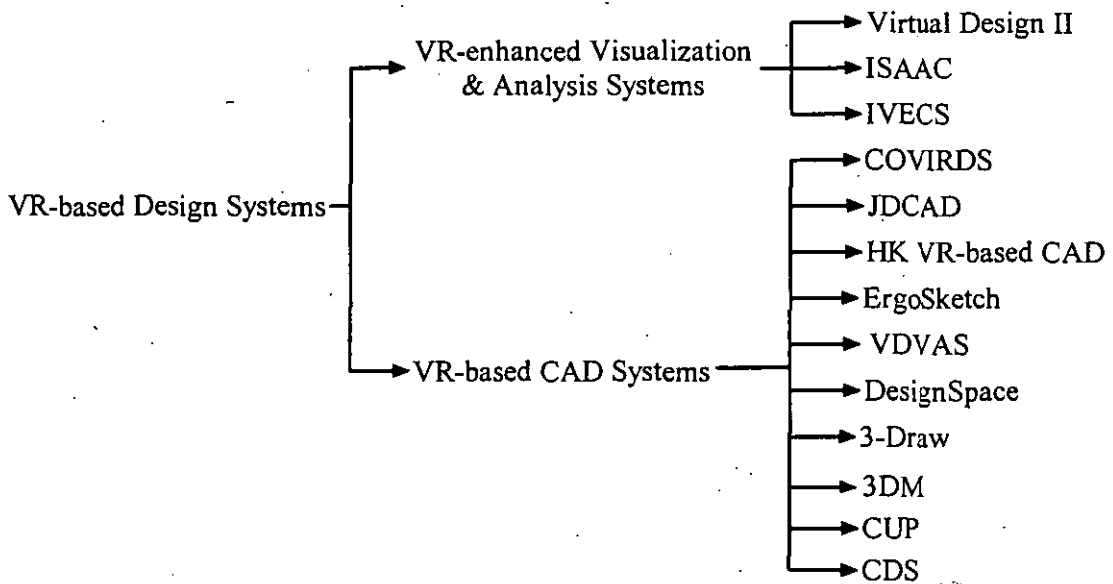 VR-based Design Systems
VR-enhanced Visualization
& Analysis Systems
Virtual Design II
ISAAC
IVECS
VR-based CAD Systems
COVIRDS
JDCAD
HK VR-based CAD
ErgoSketch
VDVAS
DesignSpace
3-Draw
3DM
CUP
CDS